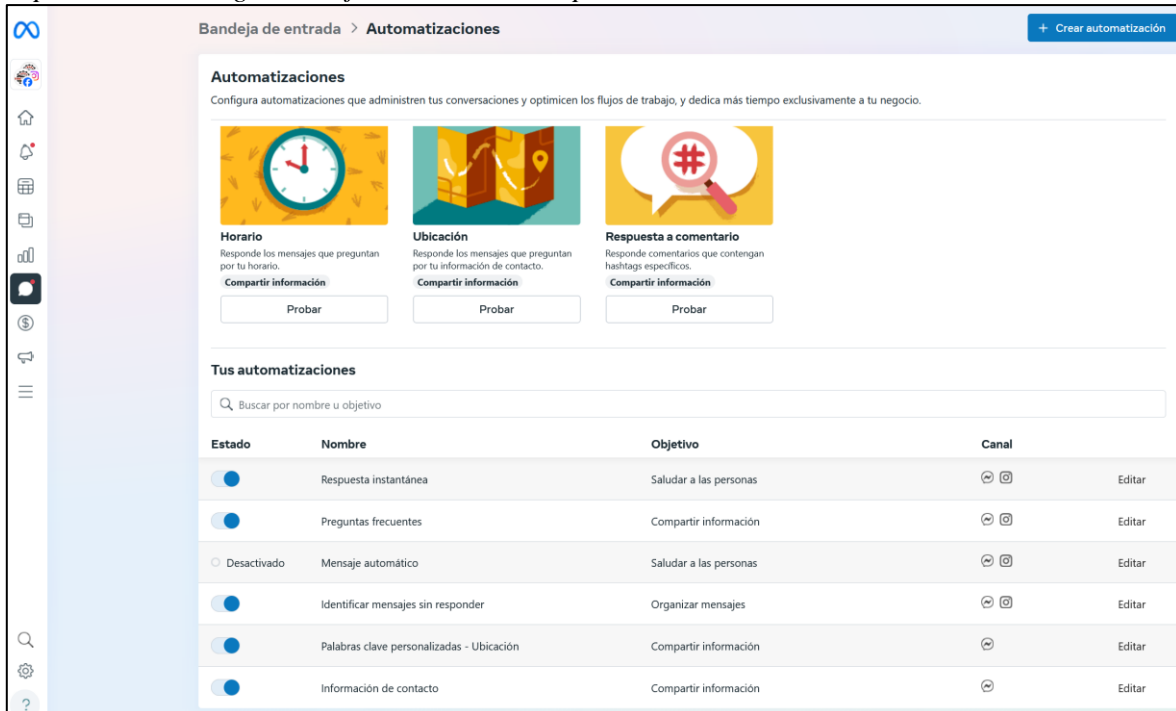 Bandeja de entrada > Automatizaciones
+ Crear automatización
Automatizaciones
Configura automatizaciones que administren tus conversaciones y optimicen los flujos de trabajo, y dedica más tiempo exclusivamente a tu negocio.
Horario
Responde los mensajes que preguntan
por tu horario.
Compartir información
Probar
Ubicación
Responde los mensajes que preguntan
por tu información de contacto.
Compartir información
Probar
#
Respuesta a comentario
Responde comentarios que contengan
hashtags específicos.
Compartir información
Probar
Tus automatizaciones
Buscar por nombre u objetivo
Estado Nombre Objetivo Canal
Respuesta instantánea Saludar a las personas Editar
Preguntas frecuentes Compartir información Editar
Desactivado Mensaje automático Saludar a las personas Editar
Identificar mensajes sin responder Organizar mensajes Editar
Palabras clave personalizadas - Ubicación Compartir información Editar
Información de contacto Compartir información Editar
?